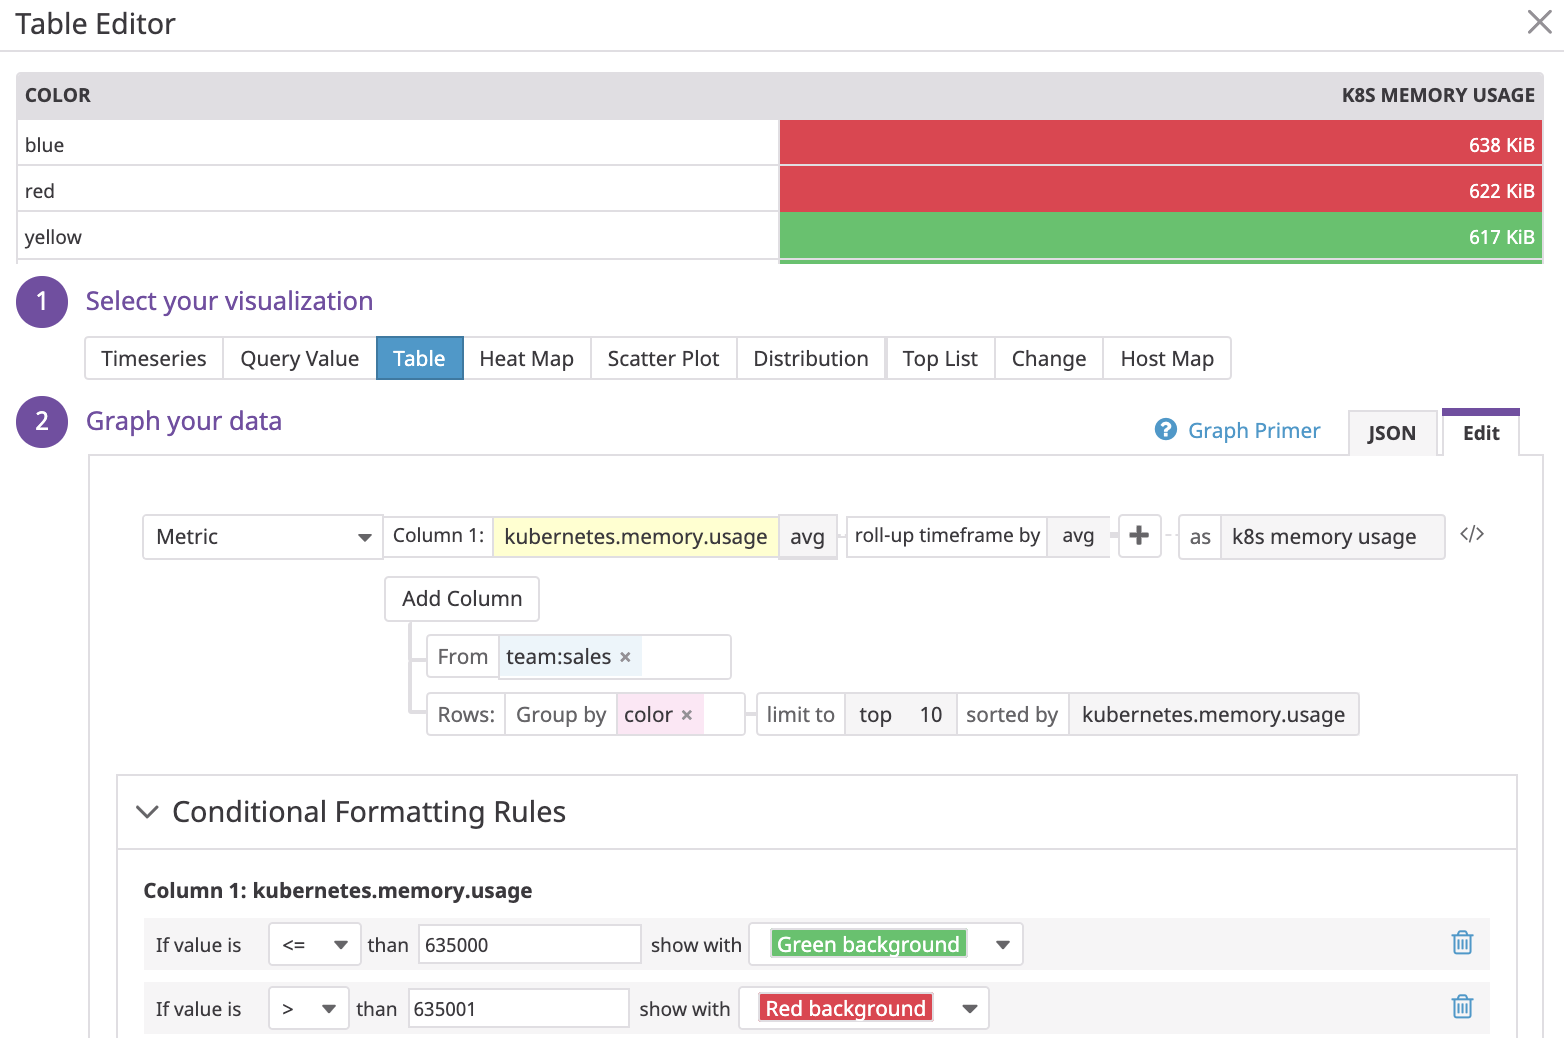 Table Editor
COLOR K8S MEMORY USAGE
blue 638 KiB
red 622 KiB
yellow 617 KiB
1 Select your visualization
Timeseries Query Value Table Heat Map Scatter Plot Distribution Top List Change Host Map
2 Graph your data
? Graph Primer JSON Edit
Metric Column 1: kubernetes.memory.usage avg roll-up timeframe by avg + as k8s memory usage </>
Add Column
From team:sales ×
Rows: Group by color × limit to top 10 sorted by kubernetes.memory.usage
Conditional Formatting Rules
Column 1: kubernetes.memory.usage
If value is <= than 635000 show with Green background
If value is > than 635001 show with Red background